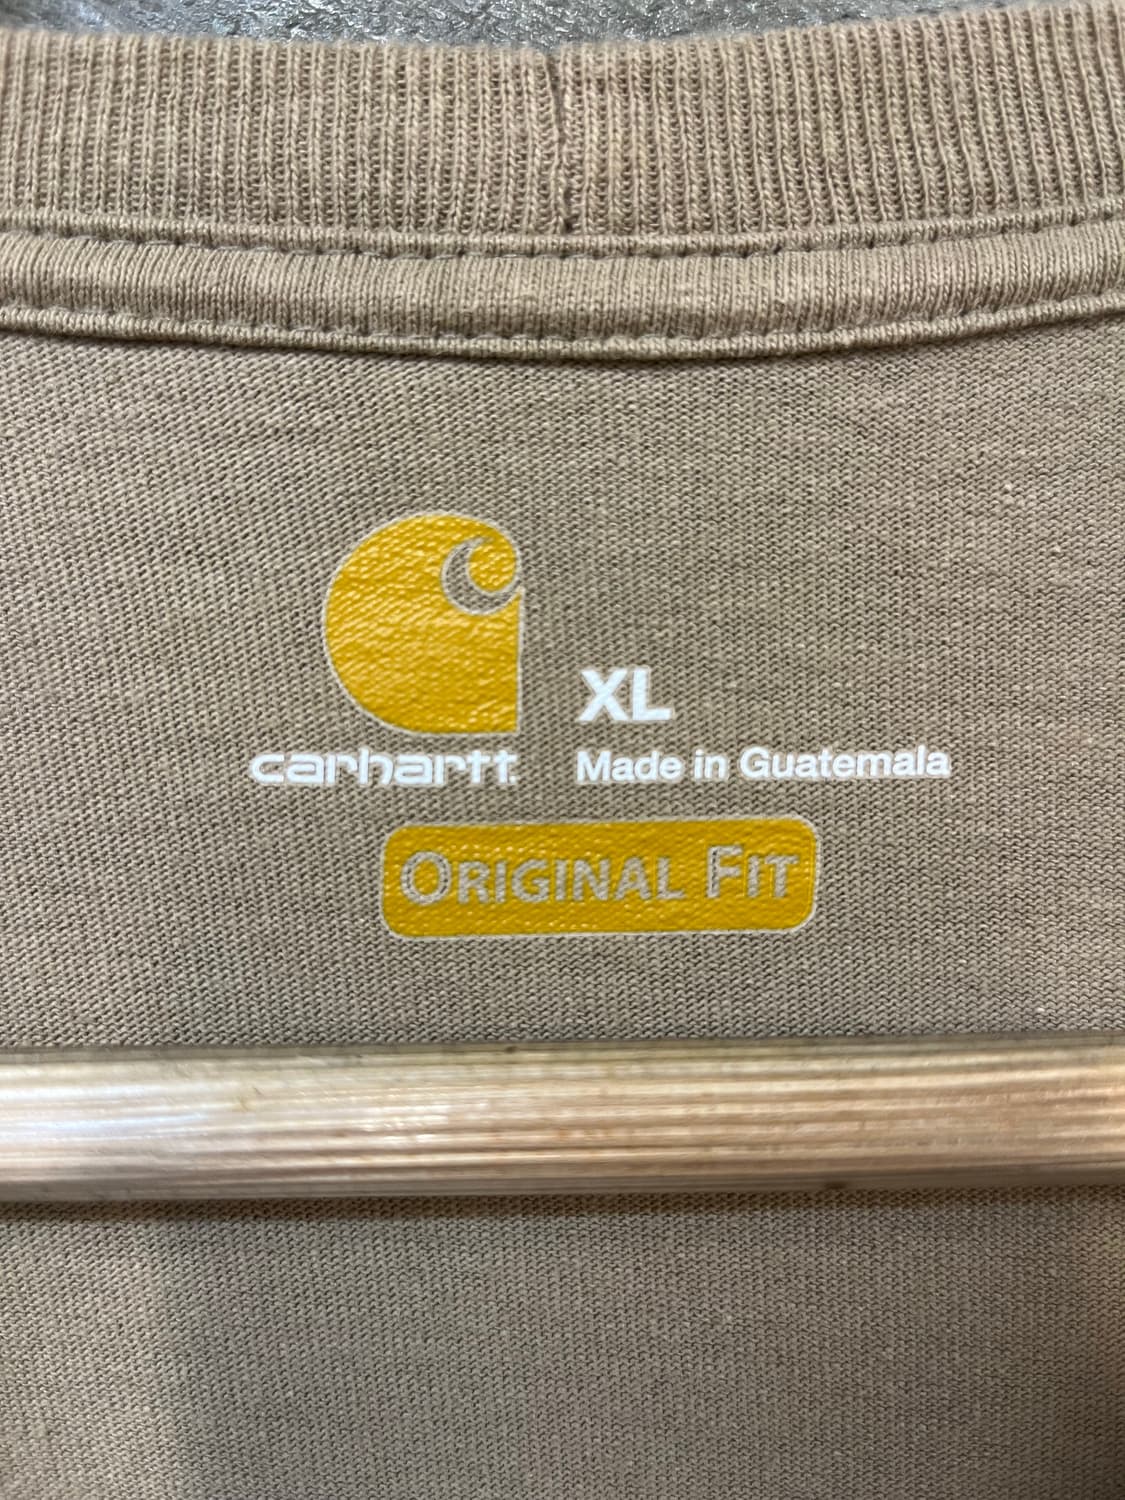 XL
carhartt
Made in Guatemala
ORIGINAL FIT